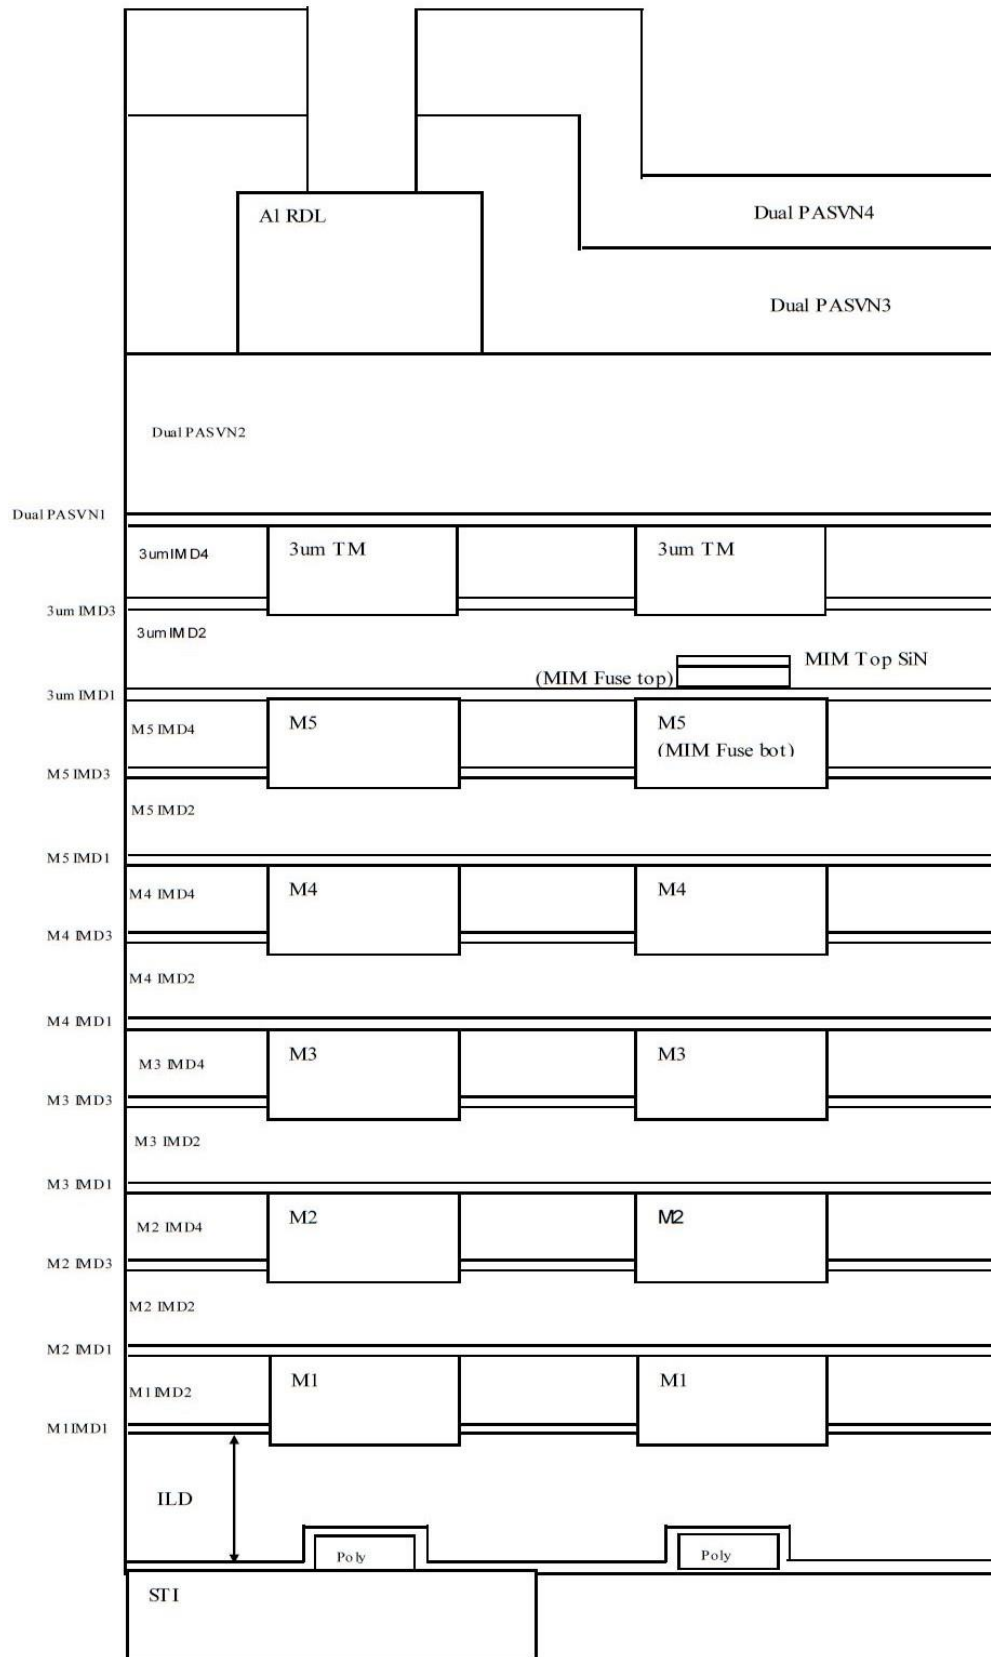 Al RDL
Dual PASVN4
Dual PASVN3
Dual PASVN2
Dual PASVN1
3um IMD4
3um TM
3um TM
3um IMD3
3um IMD2
MIM Top SiN
(MIM Fuse top)
3um IMD1
M5 IMD4
M5
M5
(MIM Fuse bot)
M5 IMD3
M5 IMD2
M5 IMD1
M4 IMD4
M4
M4
M4 IMD3
M4 IMD2
M4 IMD1
M3 IMD4
M3
M3
M3 IMD3
M3 IMD2
M3 IMD1
M2 IMD4
M2
M2
M2 IMD3
M2 IMD2
M2 IMD1
M1 IMD2
M1
M1
M1 IMD1
ILD
Poly
Poly
STI